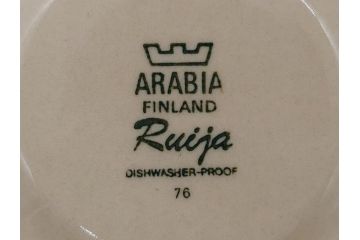 ARABIA
FINLAND
Ruija
DISHWASHER-PROOF
76